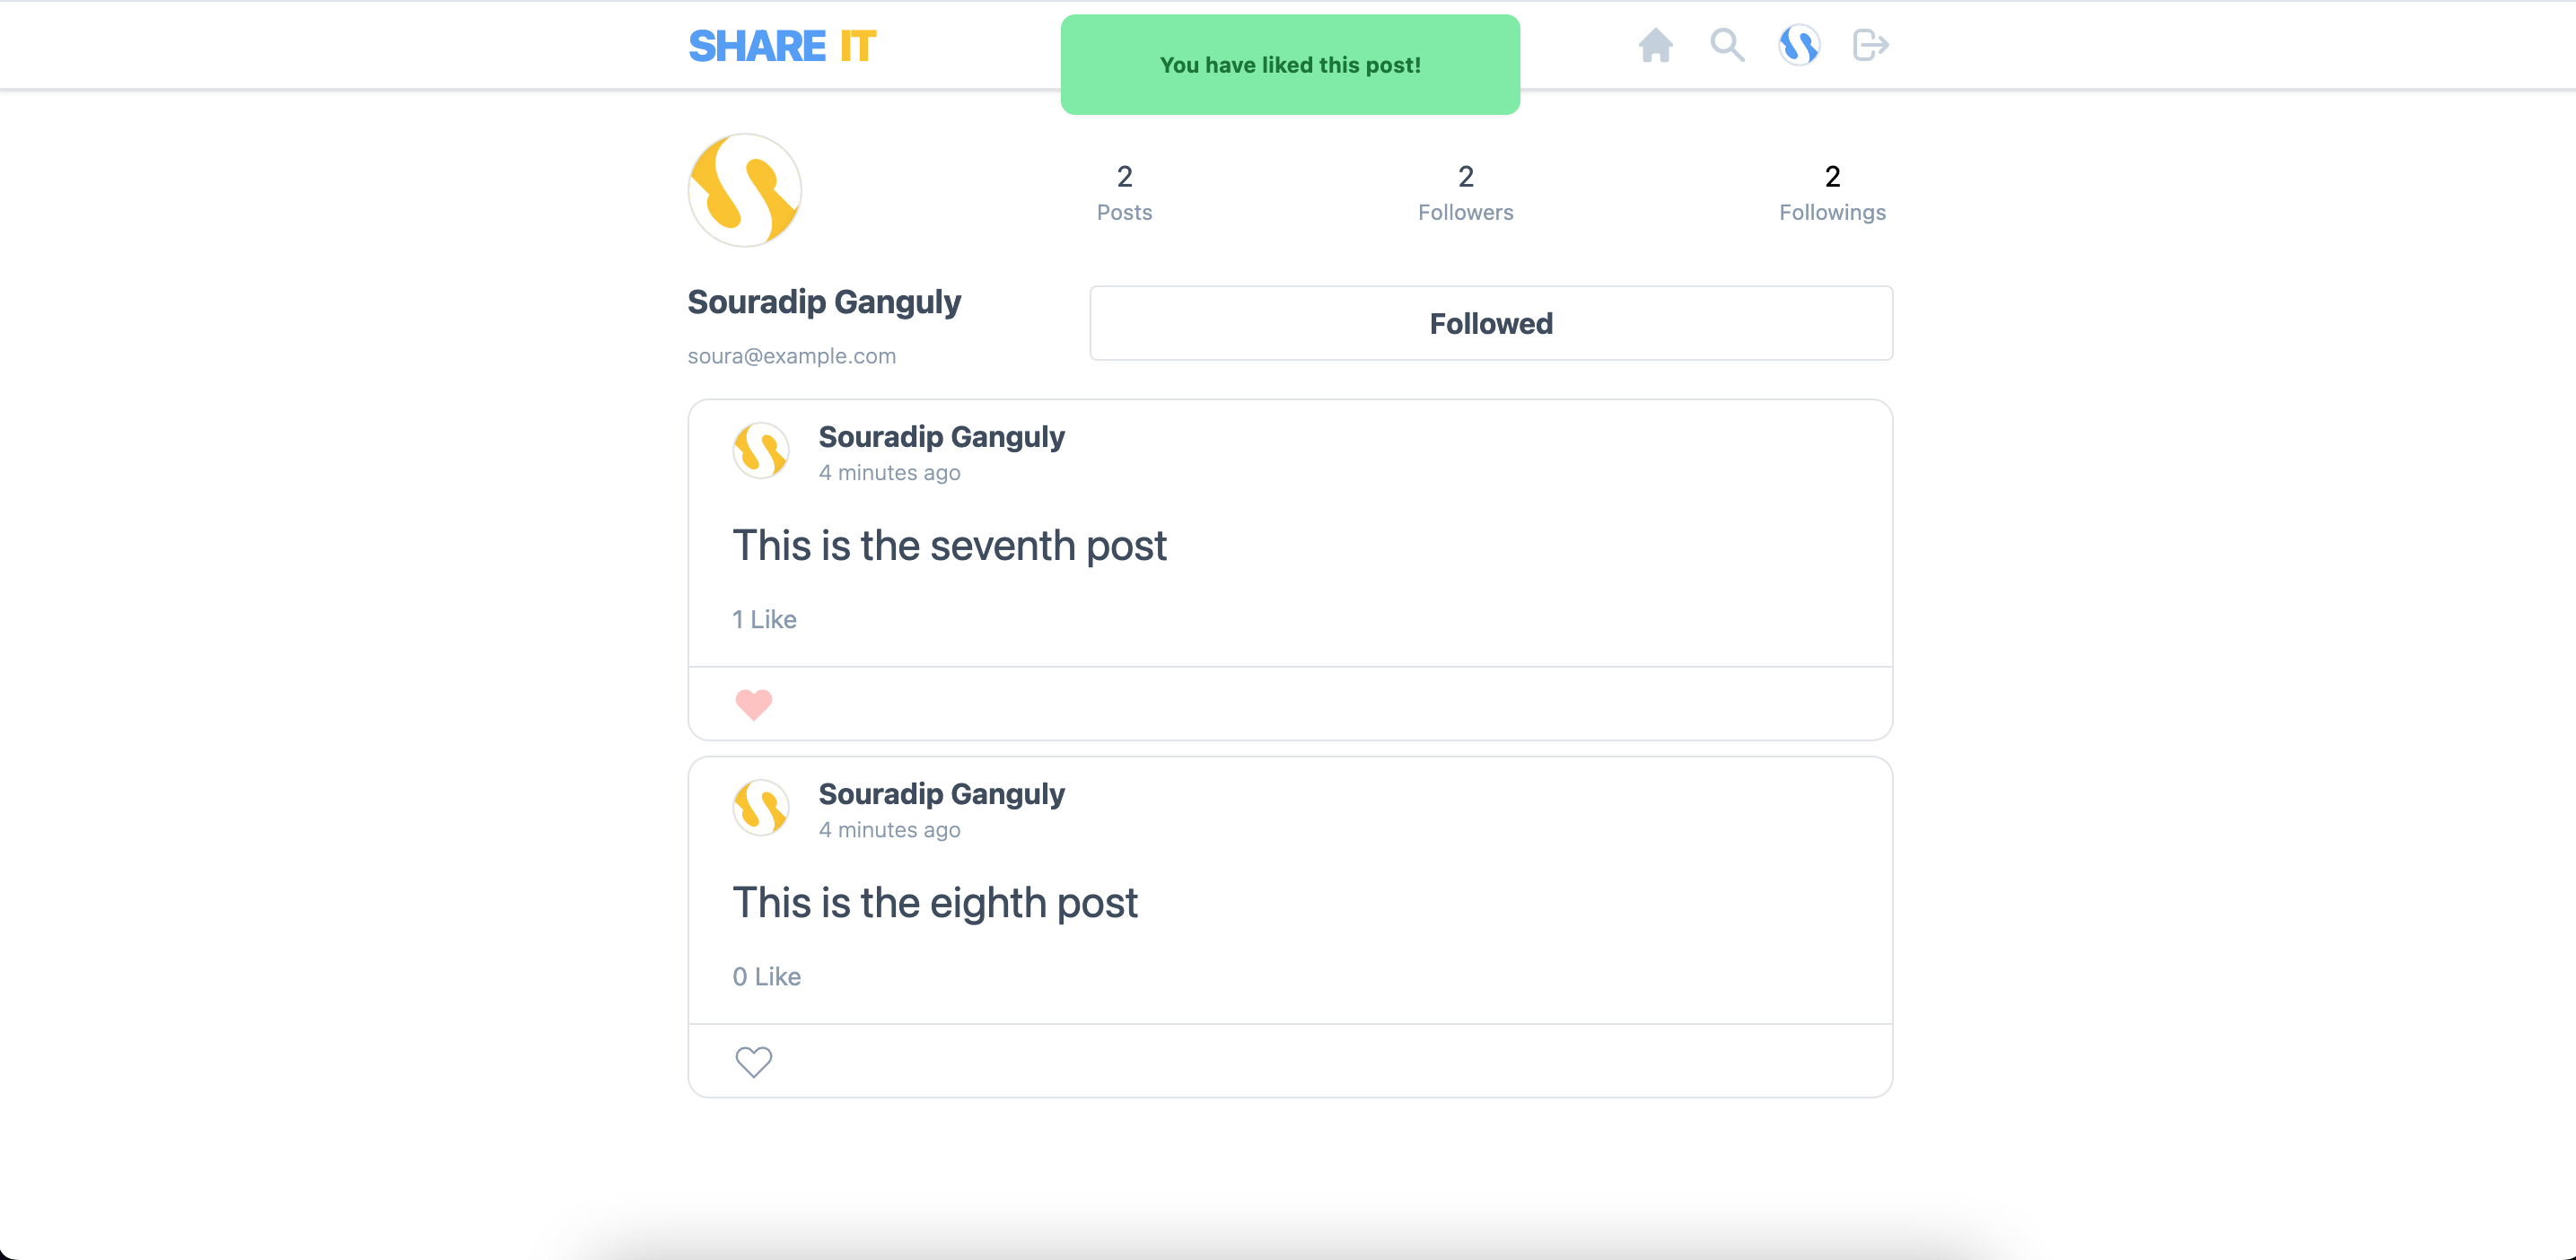 SHARE IT
You have liked this post!
2
Posts
2
Followers
2
Followings
Souradip Ganguly
soura@example.com
Followed
Souradip Ganguly
4 minutes ago
This is the seventh post
1 Like
Souradip Ganguly
4 minutes ago
This is the eighth post
0 Like